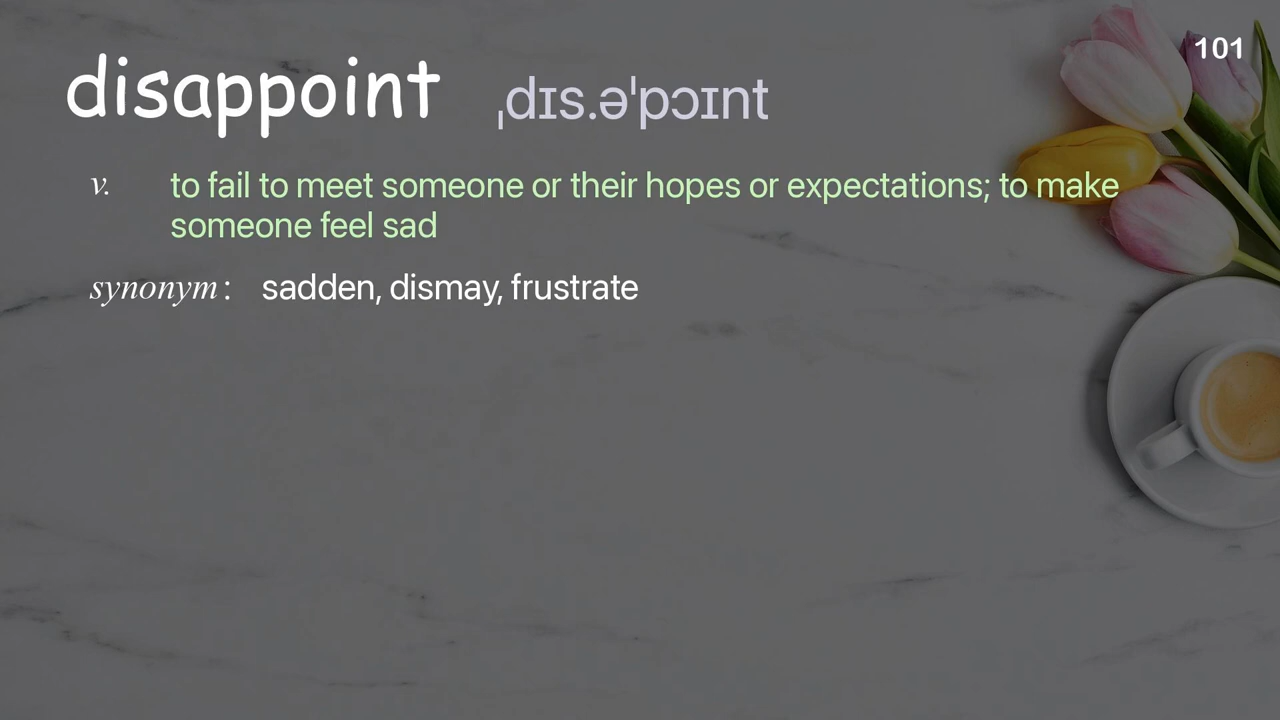 101
disappoint ˌdɪs.əˈpɔɪnt
v. to fail to meet someone or their hopes or expectations; to make
someone feel sad
synonym: sadden, dismay, frustrate